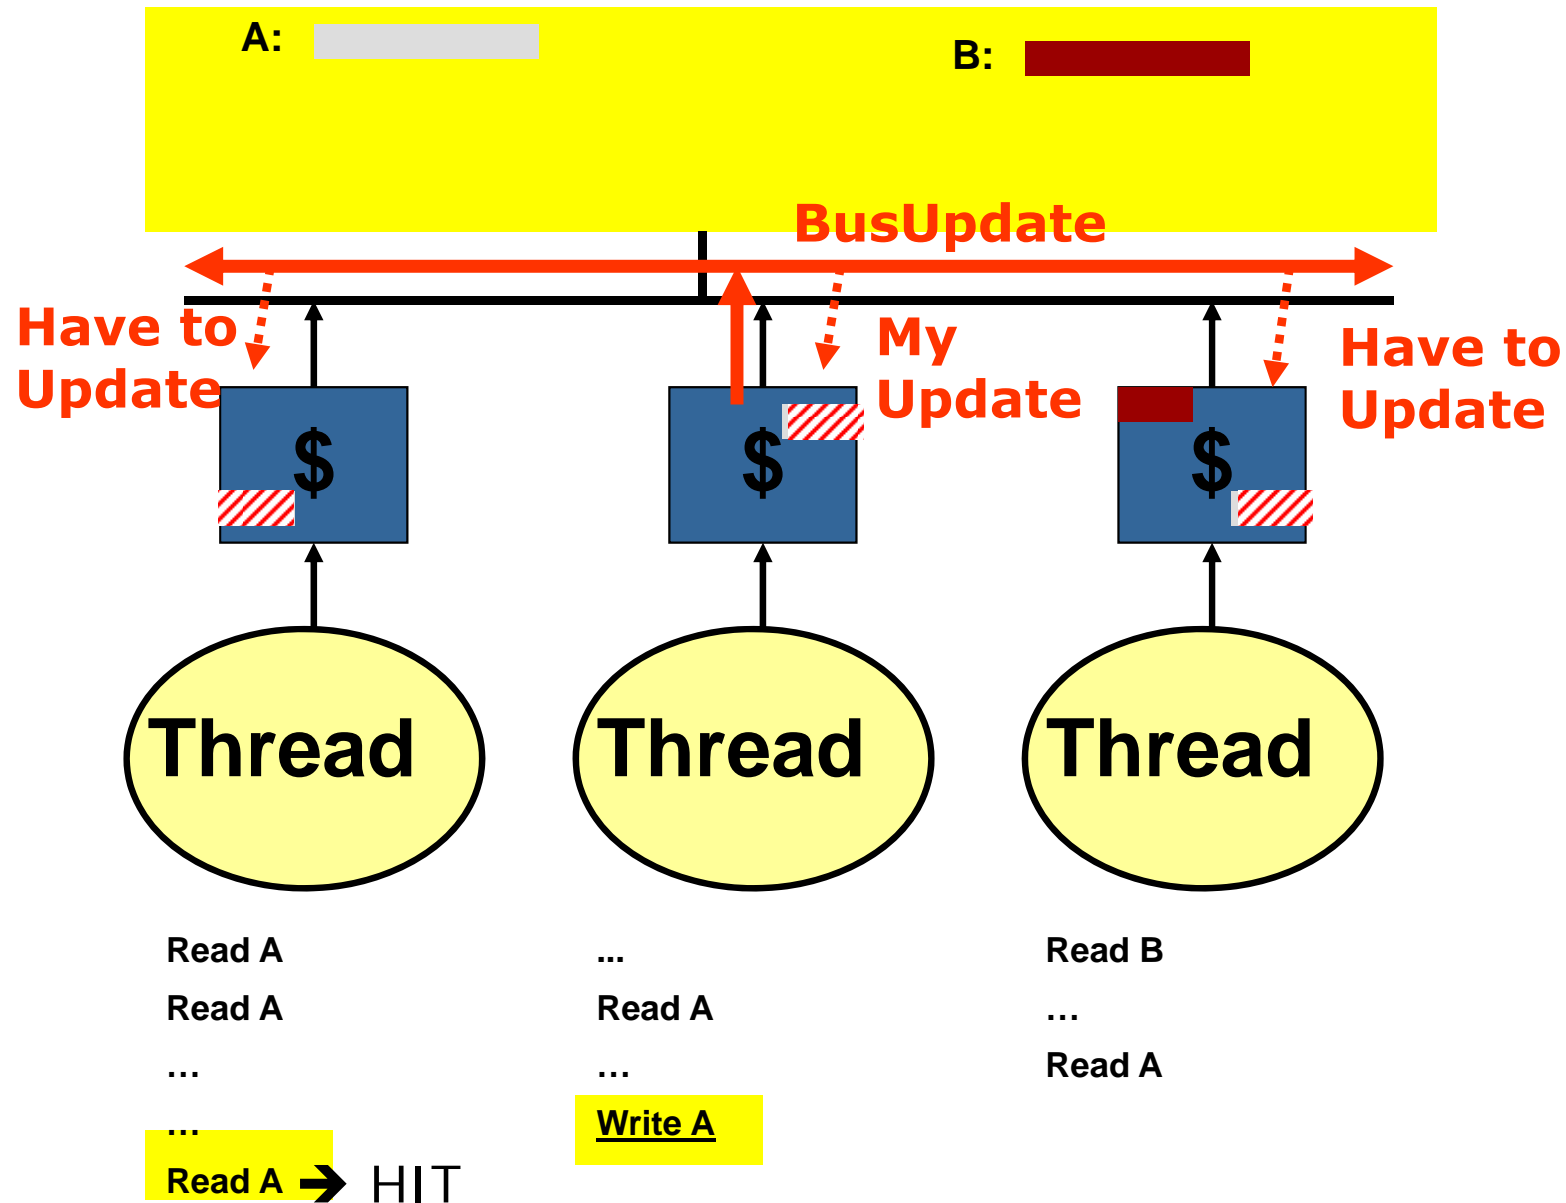 A:
B:
BusUpdate
Have to
Update
My
Update
Have to
Update
$
$
$
Thread
Thread
Thread
Read A
Read A
…
…
Read A → HIT
...
Read A
…
Write A
Read B
…
Read A